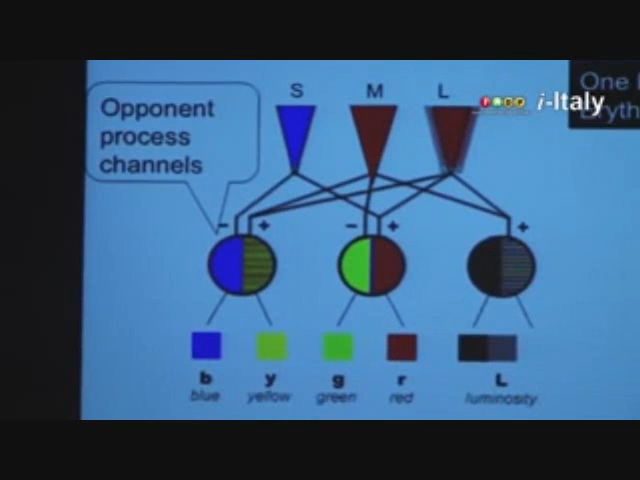 S M L
One
i-Italy
Opponent
process
channels
- + - + +
b y g r L
blue yellow green red luminosity